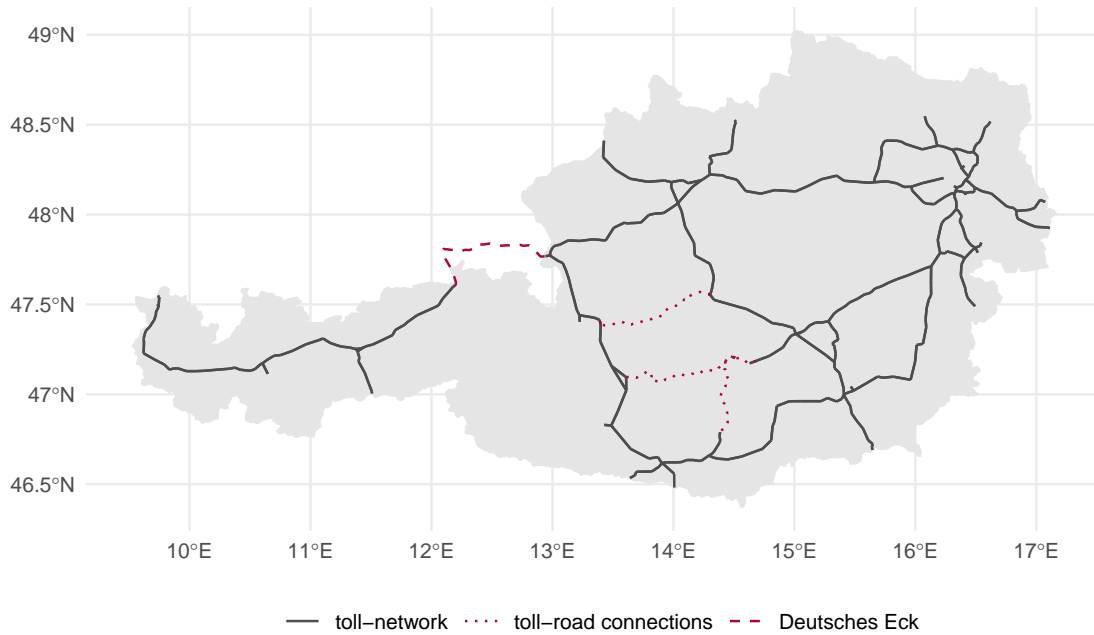 49°N
48.5°N
48°N
47.5°N
47°N
46.5°N
10°E 11°E 12°E 13°E 14°E 15°E 16°E 17°E
toll−network toll−road connections Deutsches Eck